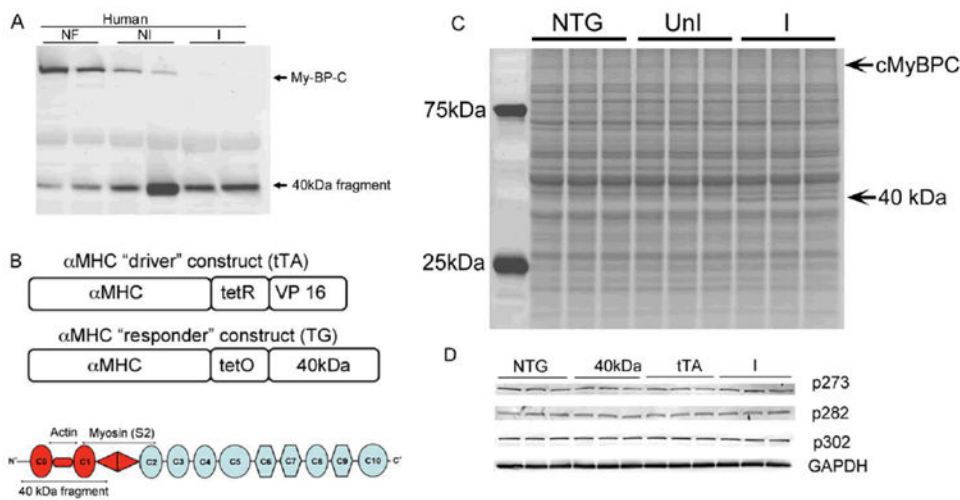 A
Human
NF NI I
My-BP-C
40kDa fragment
B
αMHC “driver” construct (tTA)
αMHC tetR VP 16
αMHC “responder” construct (TG)
αMHC tetO 40kDa
Actin Myosin (S2)
N' C0 C1 C2 C3 C4 C5 C6 C7 C8 C9 C10 C'
40 kDa fragment
C
NTG UnI I
cMyBPC
75kDa
40 kDa
25kDa
D
NTG 40kDa tTA I
p273
p282
p302
GAPDH